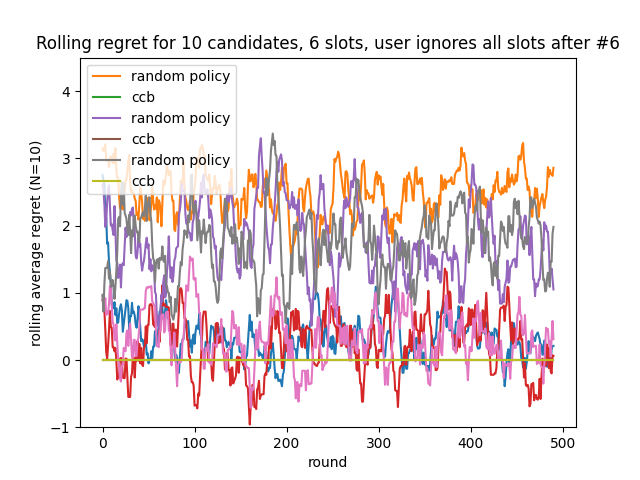 Rolling regret for 10 candidates, 6 slots, user ignores all slots after #6
random policy
ccb
random policy
ccb
random policy
ccb
rolling average regret (N=10)
4
3
2
1
0
−1
0 100 200 300 400 500
round